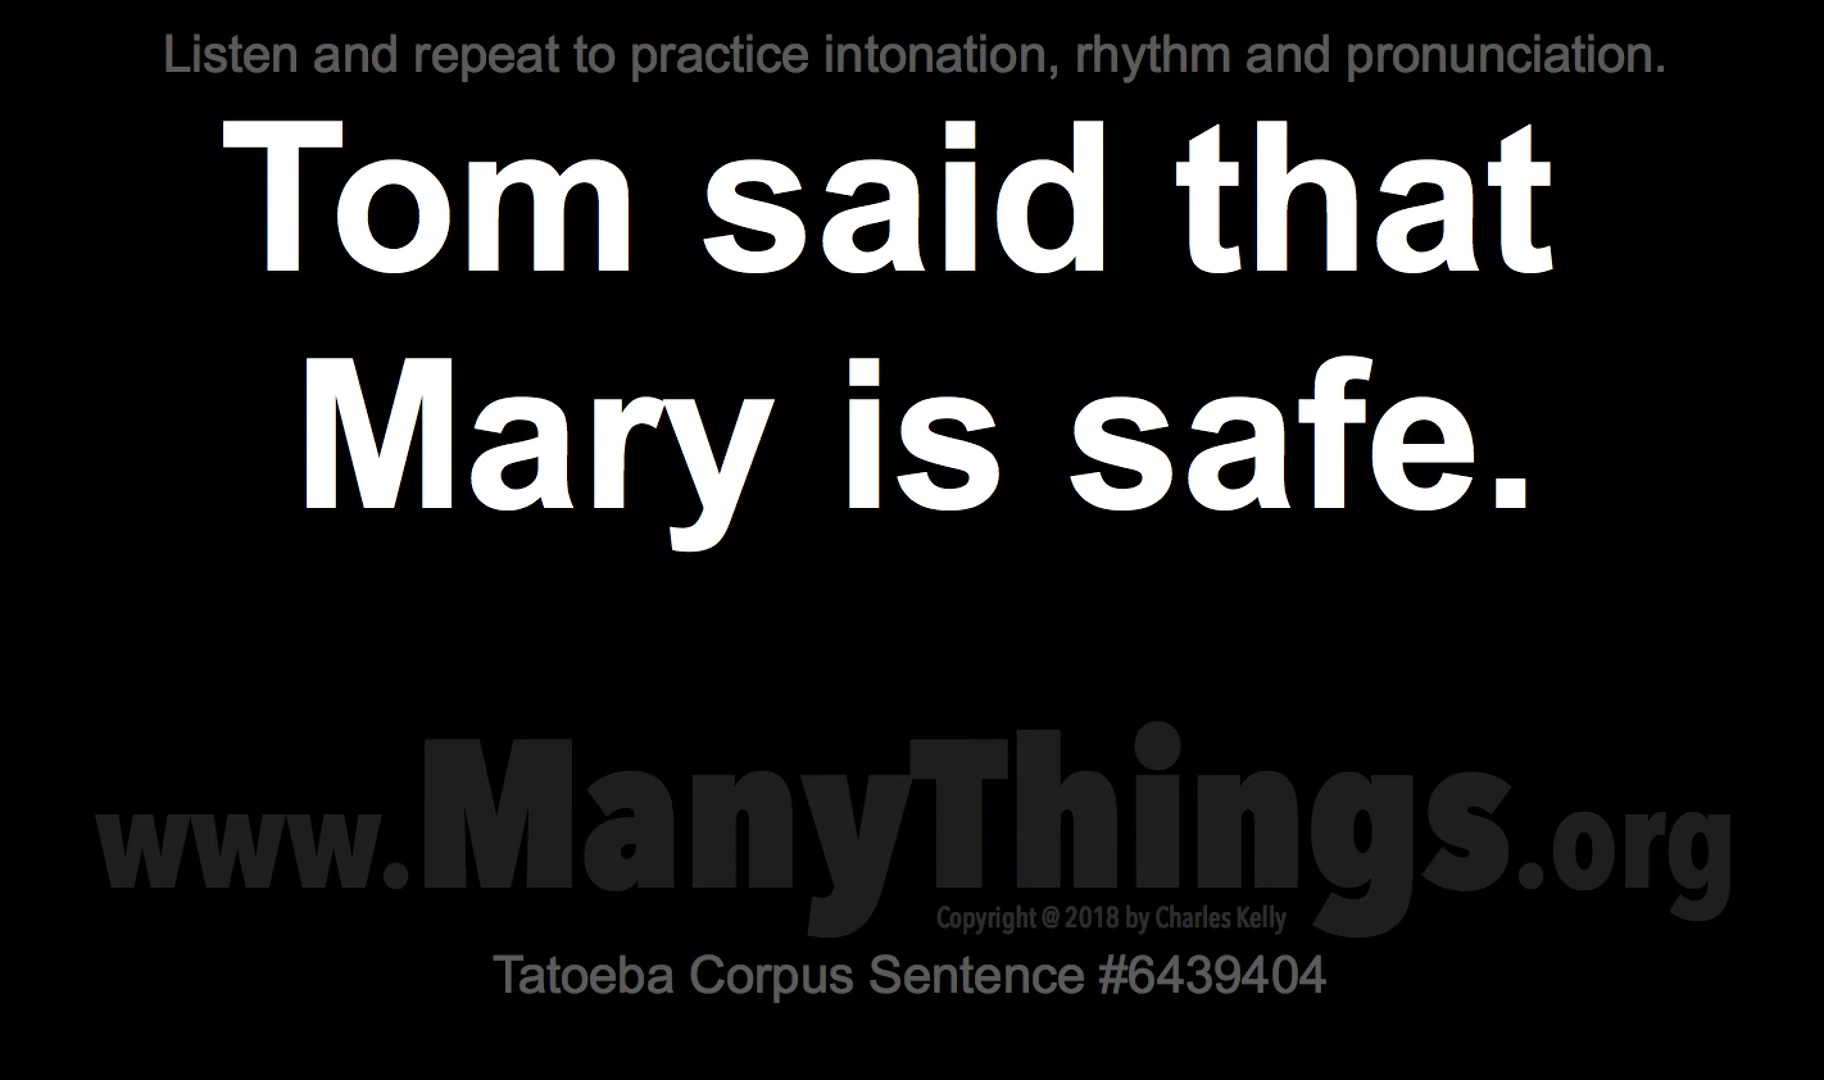 Listen and repeat to practice intonation, rhythm and pronunciation.
Tom said that
Mary is safe.
www.ManyThings.org
Copyright @ 2018 by Charles Kelly
Tatoeba Corpus Sentence #6439404